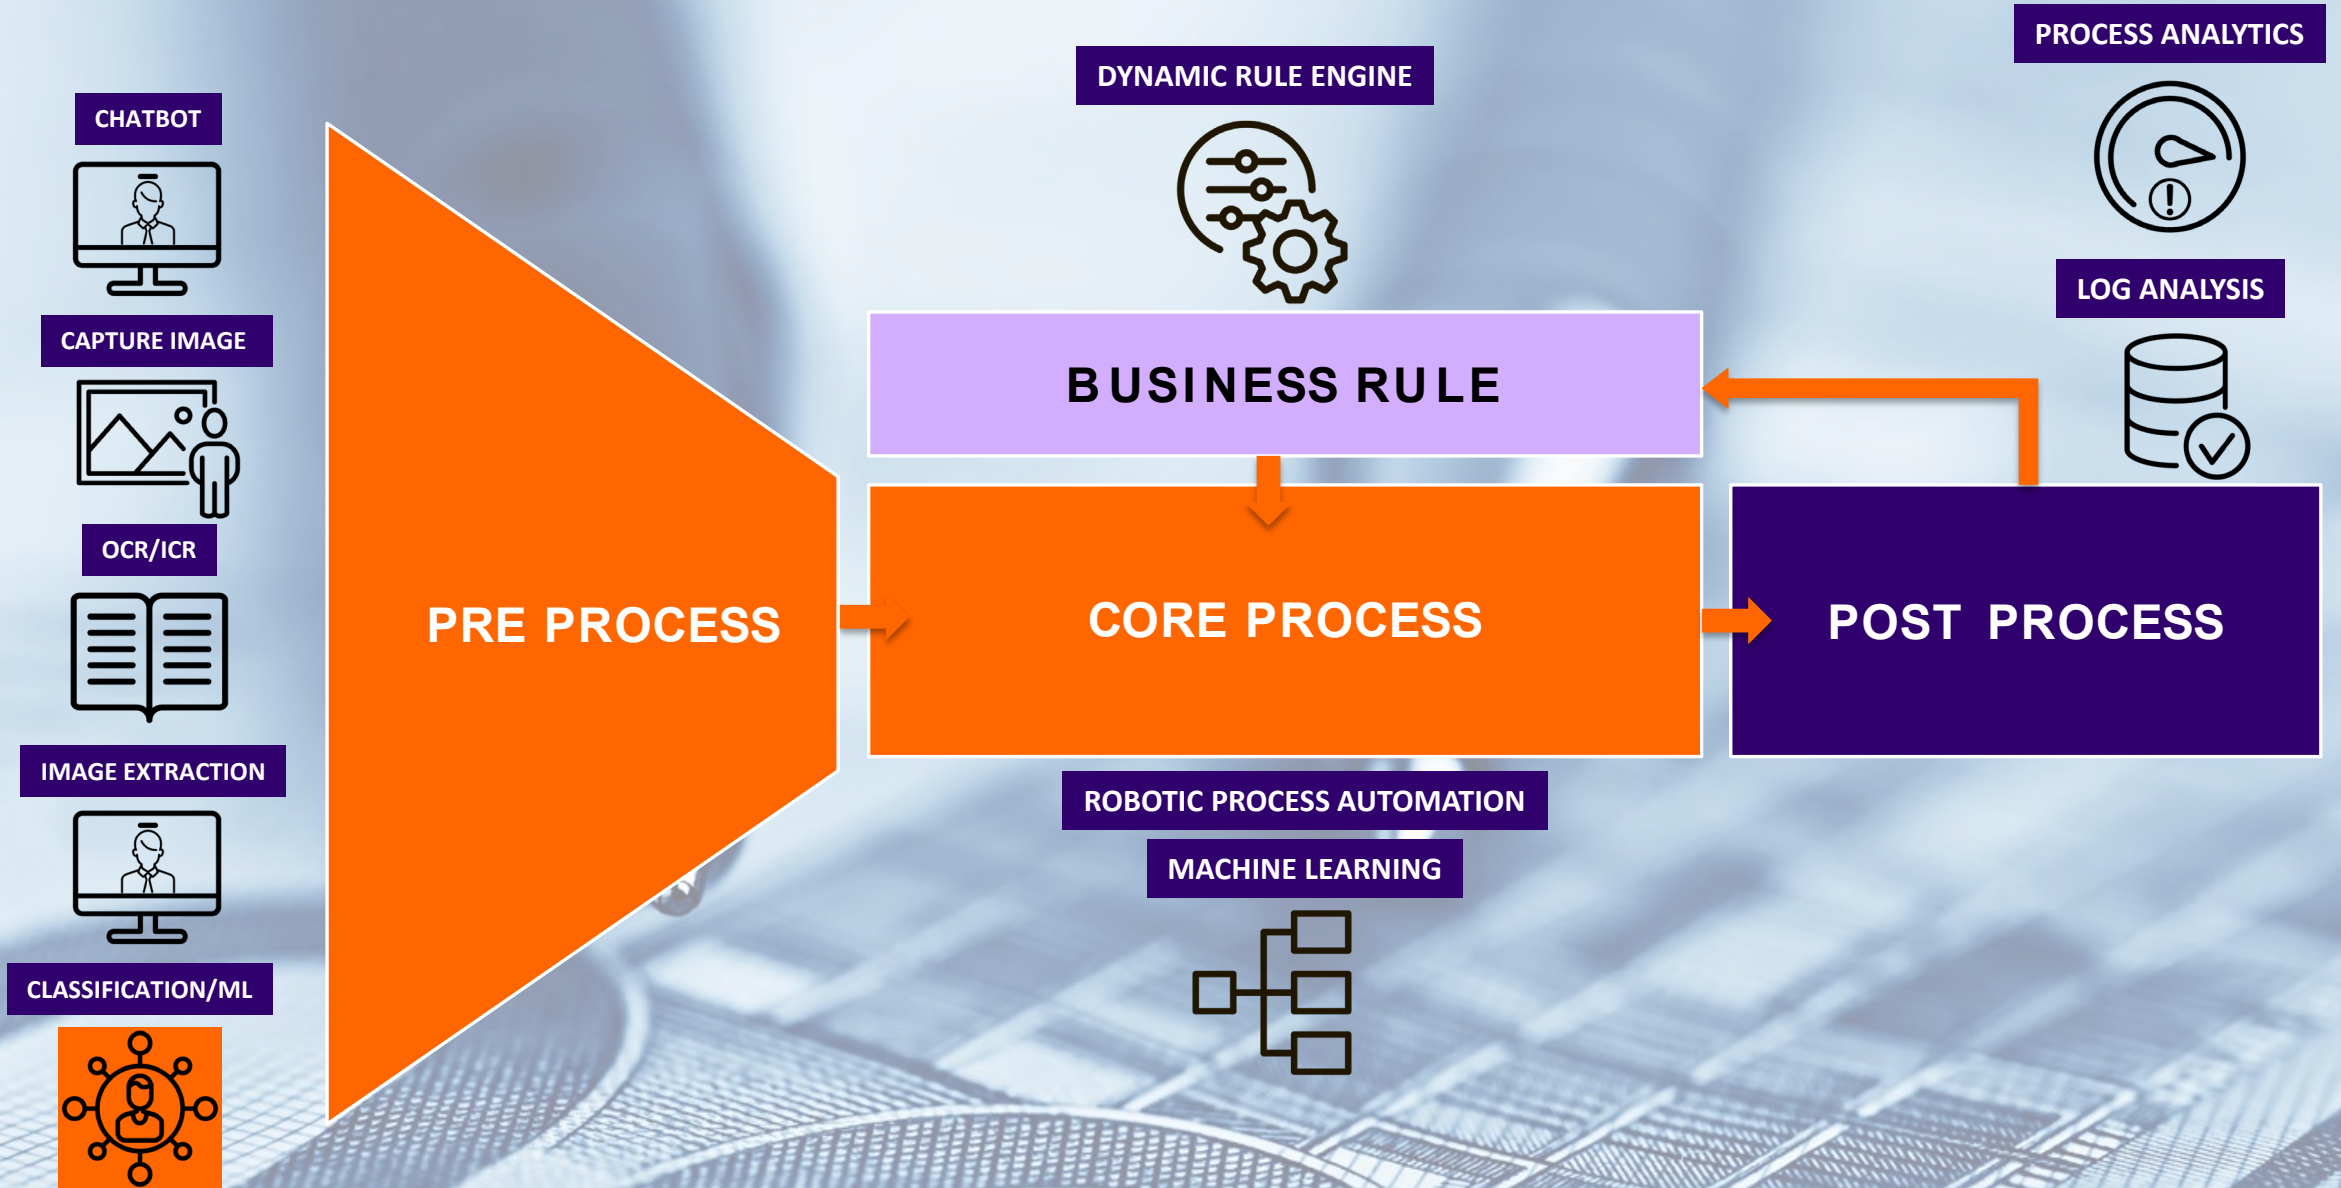 CHATBOT
CAPTURE IMAGE
OCR/ICR
IMAGE EXTRACTION
CLASSIFICATION/ML
PRE PROCESS
DYNAMIC RULE ENGINE
BUSINESS RULE
CORE PROCESS
ROBOTIC PROCESS AUTOMATION
MACHINE LEARNING
PROCESS ANALYTICS
LOG ANALYSIS
POST PROCESS